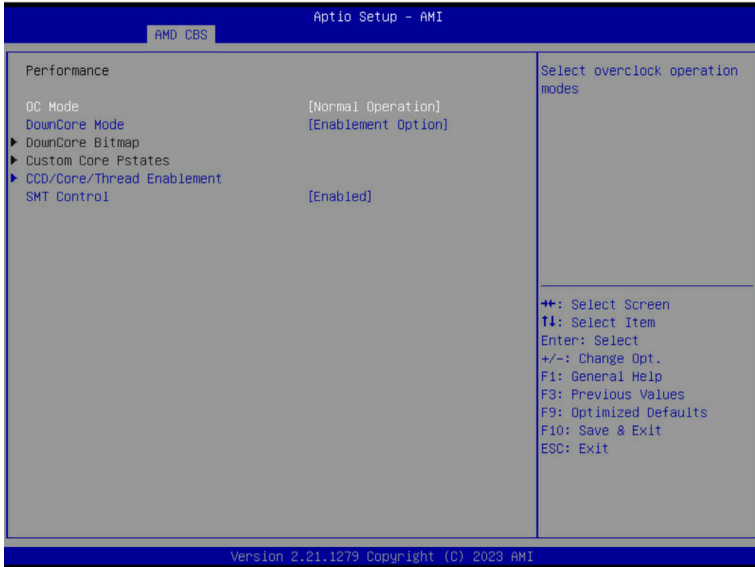 Aptio Setup - AMI
AMD CBS
Performance
OC Mode [Normal Operation]
DownCore Mode [Enablement Option]
DownCore Bitmap
Custom Core Pstates
CCD/Core/Thread Enablement
SMT Control [Enabled]
Select overclock operation
modes
→←: Select Screen
↑↓: Select Item
Enter: Select
+/-: Change Opt.
F1: General Help
F3: Previous Values
F9: Optimized Defaults
F10: Save & Exit
ESC: Exit
Version 2.21.1279 Copyright (C) 2023 AMI